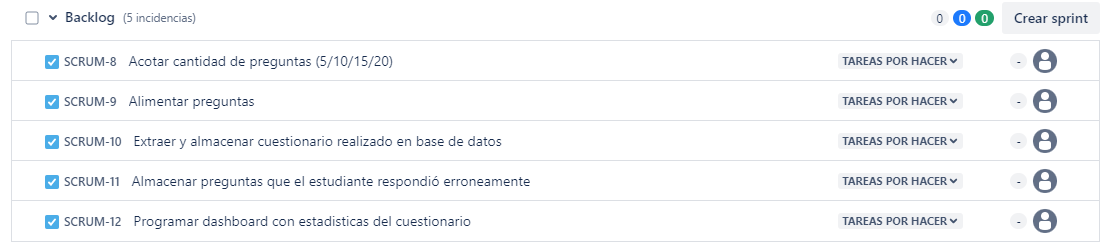 Backlog (5 incidencias) 0 0 0 Crear sprint
SCRUM-8 Acotar cantidad de preguntas (5/10/15/20) TAREAS POR HACER -
SCRUM-9 Alimentar preguntas TAREAS POR HACER -
SCRUM-10 Extraer y almacenar cuestionario realizado en base de datos TAREAS POR HACER -
SCRUM-11 Almacenar preguntas que el estudiante respondió erroneamente TAREAS POR HACER -
SCRUM-12 Programar dashboard con estadisticas del cuestionario TAREAS POR HACER -